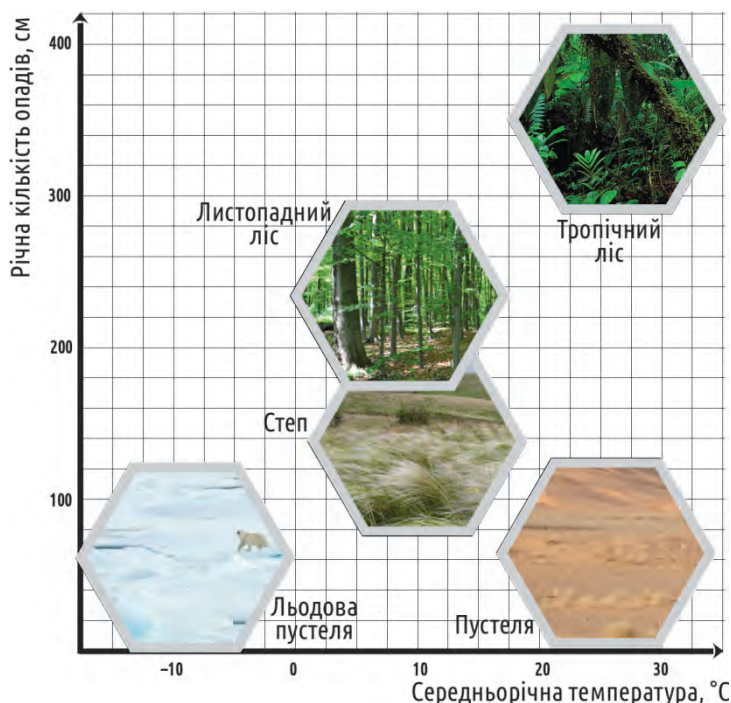 Річна кількість опадів, см
400
300
200
100
Листопадний
ліс
Тропічний
ліс
Степ
Льодова
пустеля
Пустеля
–10
0
10
20
30
Середньорічна температура, °C